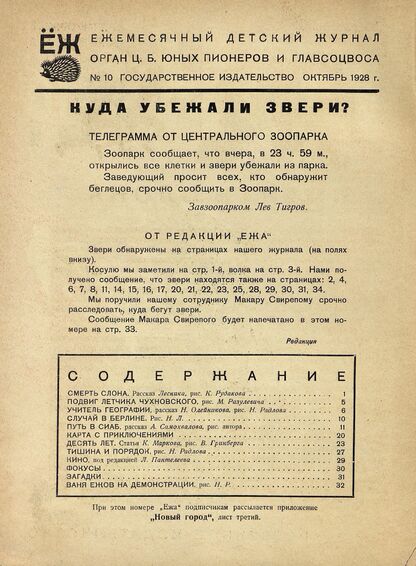 ЁЖ
ЕЖЕМЕСЯЧНЫЙ ДЕТСКИЙ ЖУРНАЛ
ОРГАН Ц. Б. ЮНЫХ ПИОНЕРОВ И ГЛАВСОЦВОСА
№ 10 ГОСУДАРСТВЕННОЕ ИЗДАТЕЛЬСТВО ОКТЯБРЬ 1928 г.
КУДА УБЕЖАЛИ ЗВЕРИ?
ТЕЛЕГРАММА ОТ ЦЕНТРАЛЬНОГО ЗООПАРКА
Зоопарк сообщает, что вчера, в 23 ч. 59 м.,
открылись все клетки и звери убежали из парка.
Заведующий просит всех, кто обнаружит
беглецов, срочно сообщить в Зоопарк.
Завзоопарком Лев Тигров.
ОТ РЕДАКЦИИ „ЕЖА“
Звери обнаружены на страницах нашего журнала (на полях
внизу).
Косулю мы заметили на стр. 1-й, волка на стр. 3-й. Нами по-
лучено сообщение, что звери находятся также на страницах: 2, 4,
6, 7, 8, 11, 14, 15, 16, 17, 20, 21, 22, 23, 25, 28, 29, 30, 31, 34.
Мы поручили нашему сотруднику Макару Свирепому срочно
расследовать, куда бегут звери.
Сообщение Макара Свирепого будет напечатано в этом но-
мере на стр. 33.
Редакция
СОДЕРЖАНИЕ
СМЕРТЬ СЛОНА. Рассказ Лесника, рис. К. Рудакова 1
ПОДВИГ ЛЕТЧИКА ЧУХНОВСКОГО, рис. М. Разулевича 5
УЧИТЕЛЬ ГЕОГРАФИИ, рассказ Н. Олейникова, рис. Н. Радлова 6
СЛУЧАЙ В БЕРЛИНЕ. Рис. Н. Л. 10
ПУТЬ В СИАБ, рассказ А. Самохвалова, рис. автора 11
КАРТА С ПРИКЛЮЧЕНИЯМИ 20
ДЕСЯТЬ ЛЕТ. Статья К. Маркова, рис. В. Гринберга 23
ТИШИНА И ПОРЯДОК, рис. Н. Радлова 27
КИНО, под редакцией Л. Пантелеева 29
ФОКУСЫ 30
ЗАГАДКИ 31
ВАНЯ ЕЖОВ НА ДЕМОНСТРАЦИИ, рис. Н. Р. 32
При этом номере „Ежа“ подписчикам рассылается приложение
„Новый город“, лист третий.